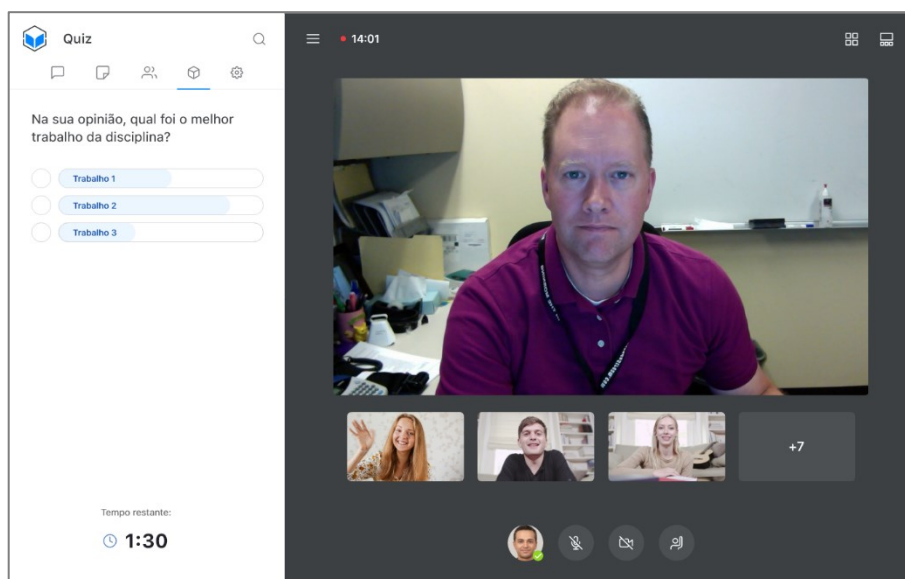 Quiz
14:01
Na sua opinião, qual foi o melhor
trabalho da disciplina?
Trabalho 1
Trabalho 2
Trabalho 3
Tempo restante:
1:30
+7